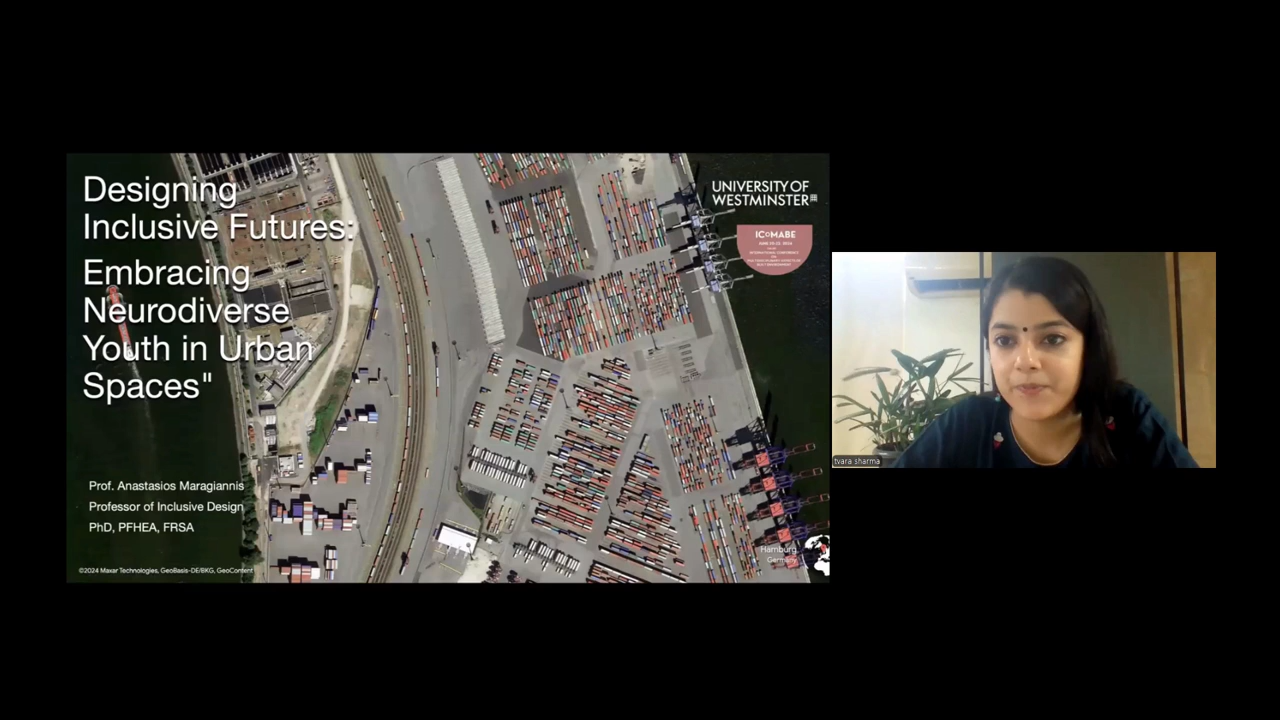 Designing
Inclusive Futures:
Embracing
Neurodiverse
Youth in Urban
Spaces"
Prof. Anastasios Maragiannis
Professor of Inclusive Design
PhD, PFHEA, FRSA
©2024 Maxar Technologies, GeoBasis-DE/BKG, GeoContent
UNIVERSITY OF
WESTMINSTER
ICoMABE
Hamburg
Germany
tvara sharma